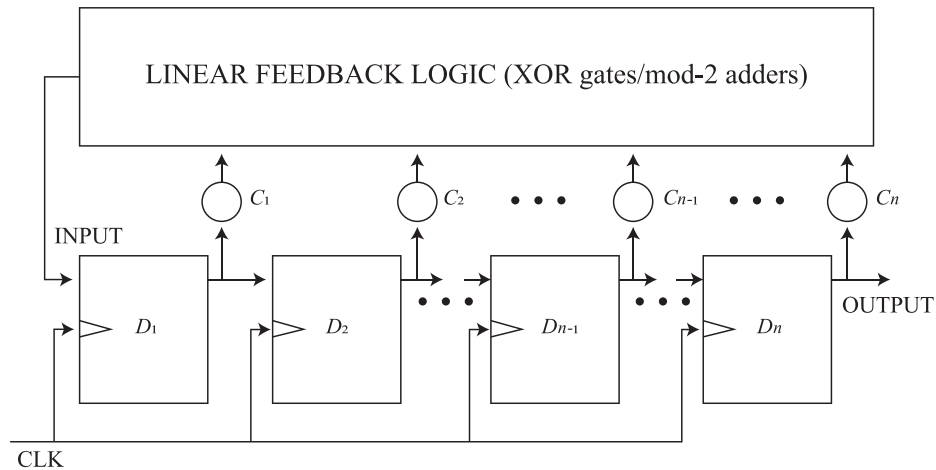 LINEAR FEEDBACK LOGIC (XOR gates/mod-2 adders)
C₁
C₂
Cₙ₋₁
Cₙ
INPUT
OUTPUT
D₁
D₂
Dₙ₋₁
Dₙ
CLK